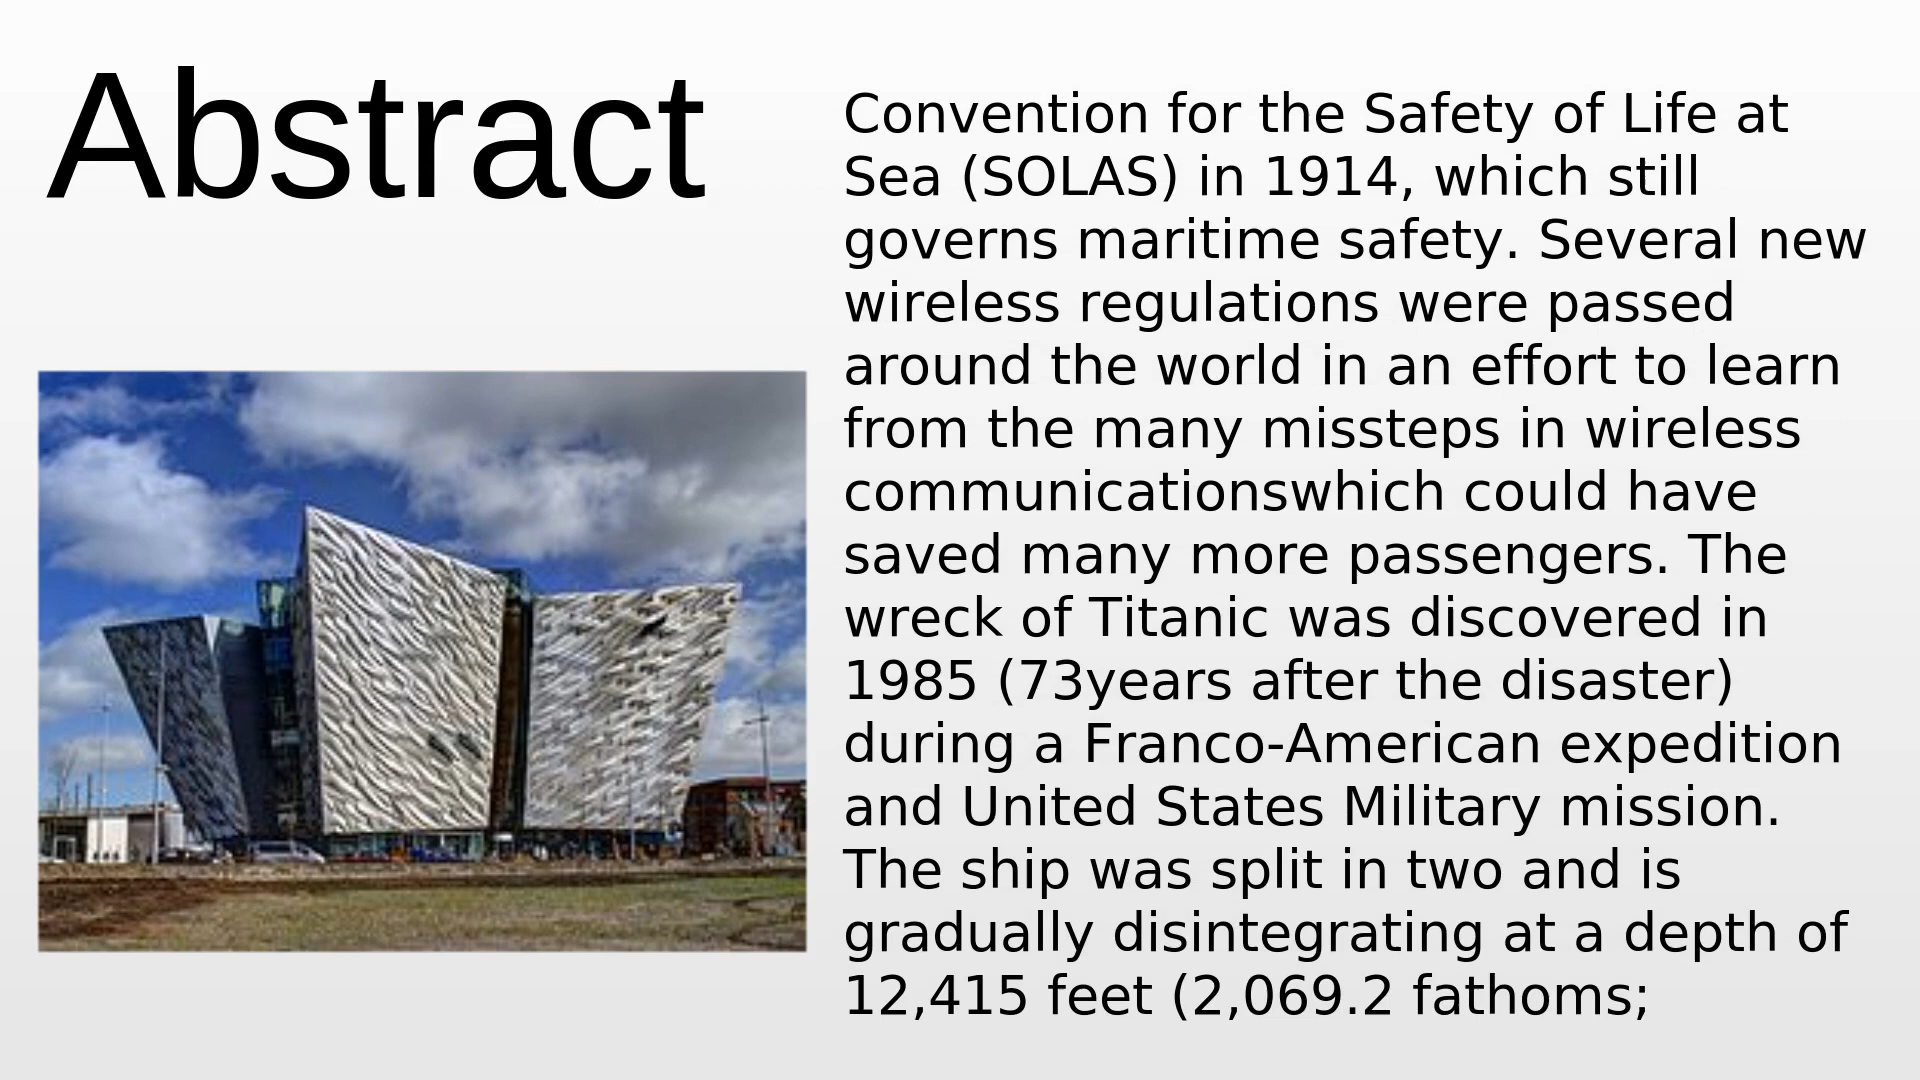 Abstract
Convention for the Safety of Life at
Sea (SOLAS) in 1914, which still
governs maritime safety. Several new
wireless regulations were passed
around the world in an effort to learn
from the many missteps in wireless
communicationswhich could have
saved many more passengers. The
wreck of Titanic was discovered in
1985 (73years after the disaster)
during a Franco-American expedition
and United States Military mission.
The ship was split in two and is
gradually disintegrating at a depth of
12,415 feet (2,069.2 fathoms;